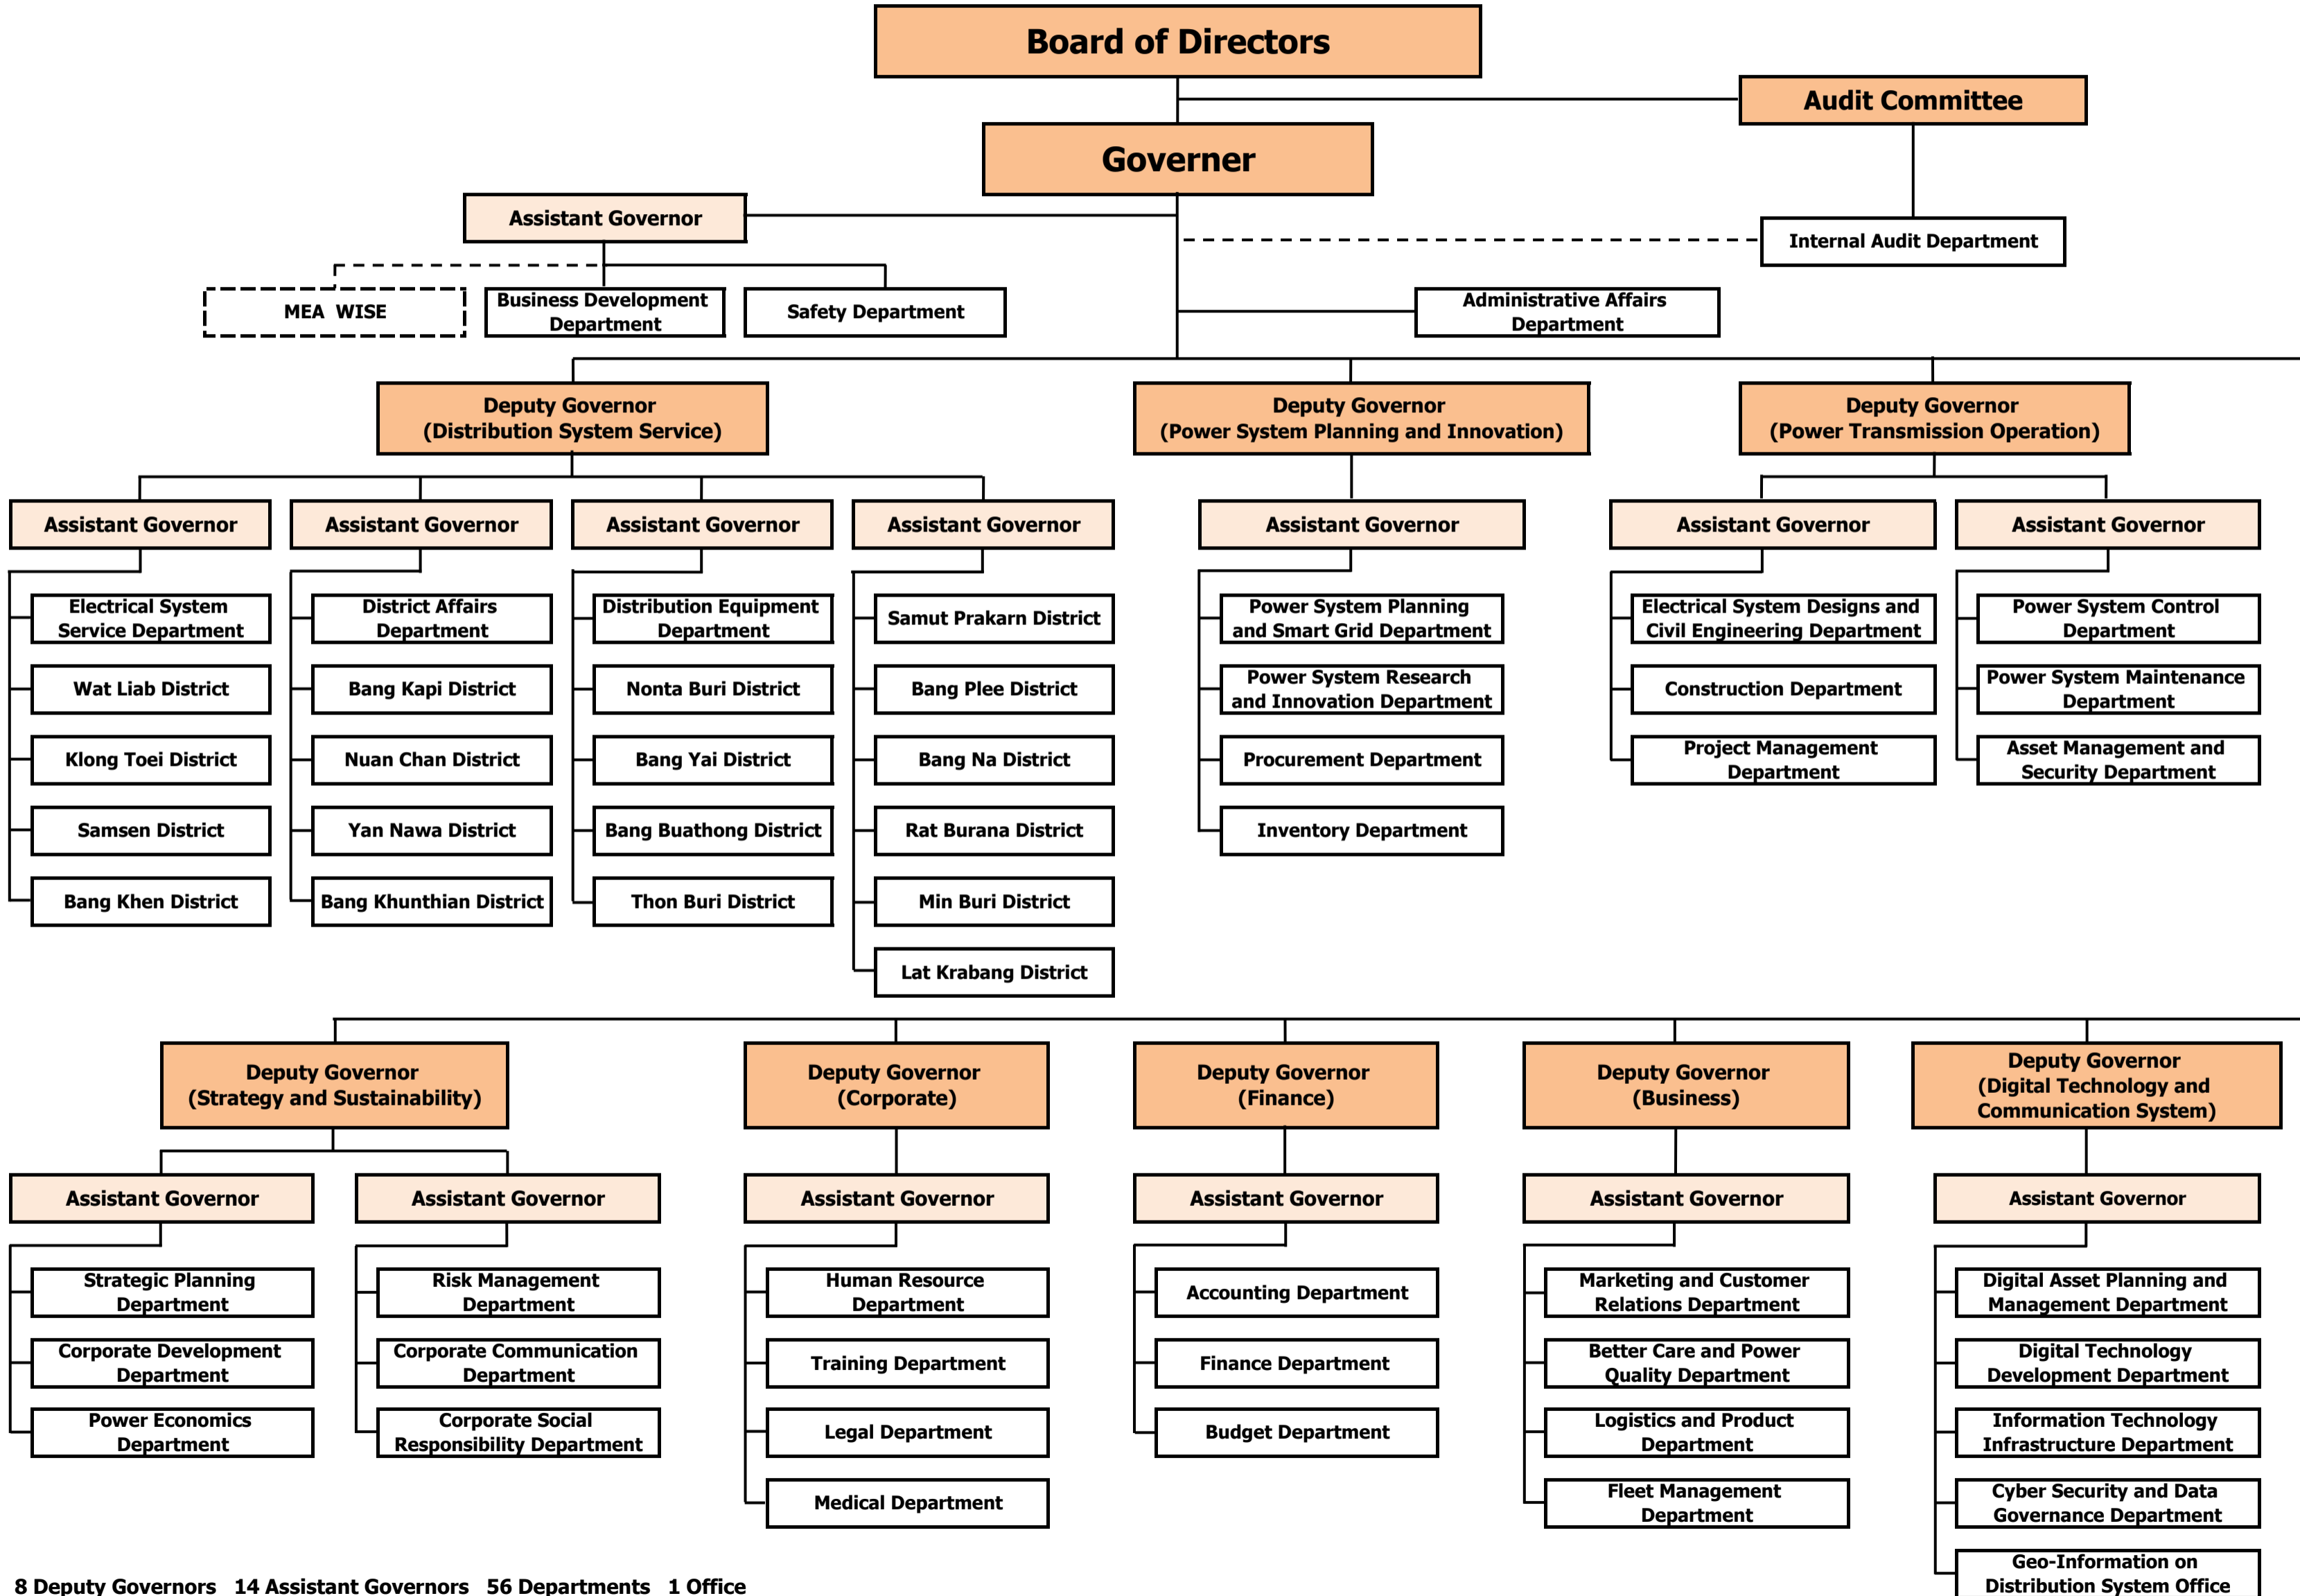 Board of Directors
Audit Committee
Governer
Assistant Governor
Internal Audit Department
MEA WISE
Business Development
Department
Safety Department
Administrative Affairs
Department
Deputy Governor
(Distribution System Service)
Deputy Governor
(Power System Planning and Innovation)
Deputy Governor
(Power Transmission Operation)
Assistant Governor
Assistant Governor
Assistant Governor
Assistant Governor
Assistant Governor
Assistant Governor
Assistant Governor
Electrical System
Service Department
Wat Liab District
Klong Toei District
Samsen District
Bang Khen District
District Affairs
Department
Bang Kapi District
Nuan Chan District
Yan Nawa District
Bang Khunthian District
Distribution Equipment
Department
Nonta Buri District
Bang Yai District
Bang Buathong District
Thon Buri District
Samut Prakarn District
Bang Plee District
Bang Na District
Rat Burana District
Min Buri District
Lat Krabang District
Power System Planning
and Smart Grid Department
Power System Research
and Innovation Department
Procurement Department
Inventory Department
Electrical System Designs and
Civil Engineering Department
Construction Department
Project Management
Department
Power System Control
Department
Power System Maintenance
Department
Asset Management and
Security Department
Deputy Governor
(Strategy and Sustainability)
Deputy Governor
(Corporate)
Deputy Governor
(Finance)
Deputy Governor
(Business)
Deputy Governor
(Digital Technology and
Communication System)
Assistant Governor
Assistant Governor
Assistant Governor
Assistant Governor
Assistant Governor
Assistant Governor
Strategic Planning
Department
Corporate Development
Department
Power Economics
Department
Risk Management
Department
Corporate Communication
Department
Corporate Social
Responsibility Department
Human Resource
Department
Training Department
Legal Department
Medical Department
Accounting Department
Finance Department
Budget Department
Marketing and Customer
Relations Department
Better Care and Power
Quality Department
Logistics and Product
Department
Fleet Management
Department
Digital Asset Planning and
Management Department
Digital Technology
Development Department
Information Technology
Infrastructure Department
Cyber Security and Data
Governance Department
Geo-Information on
Distribution System Office
8 Deputy Governors 14 Assistant Governors 56 Departments 1 Office